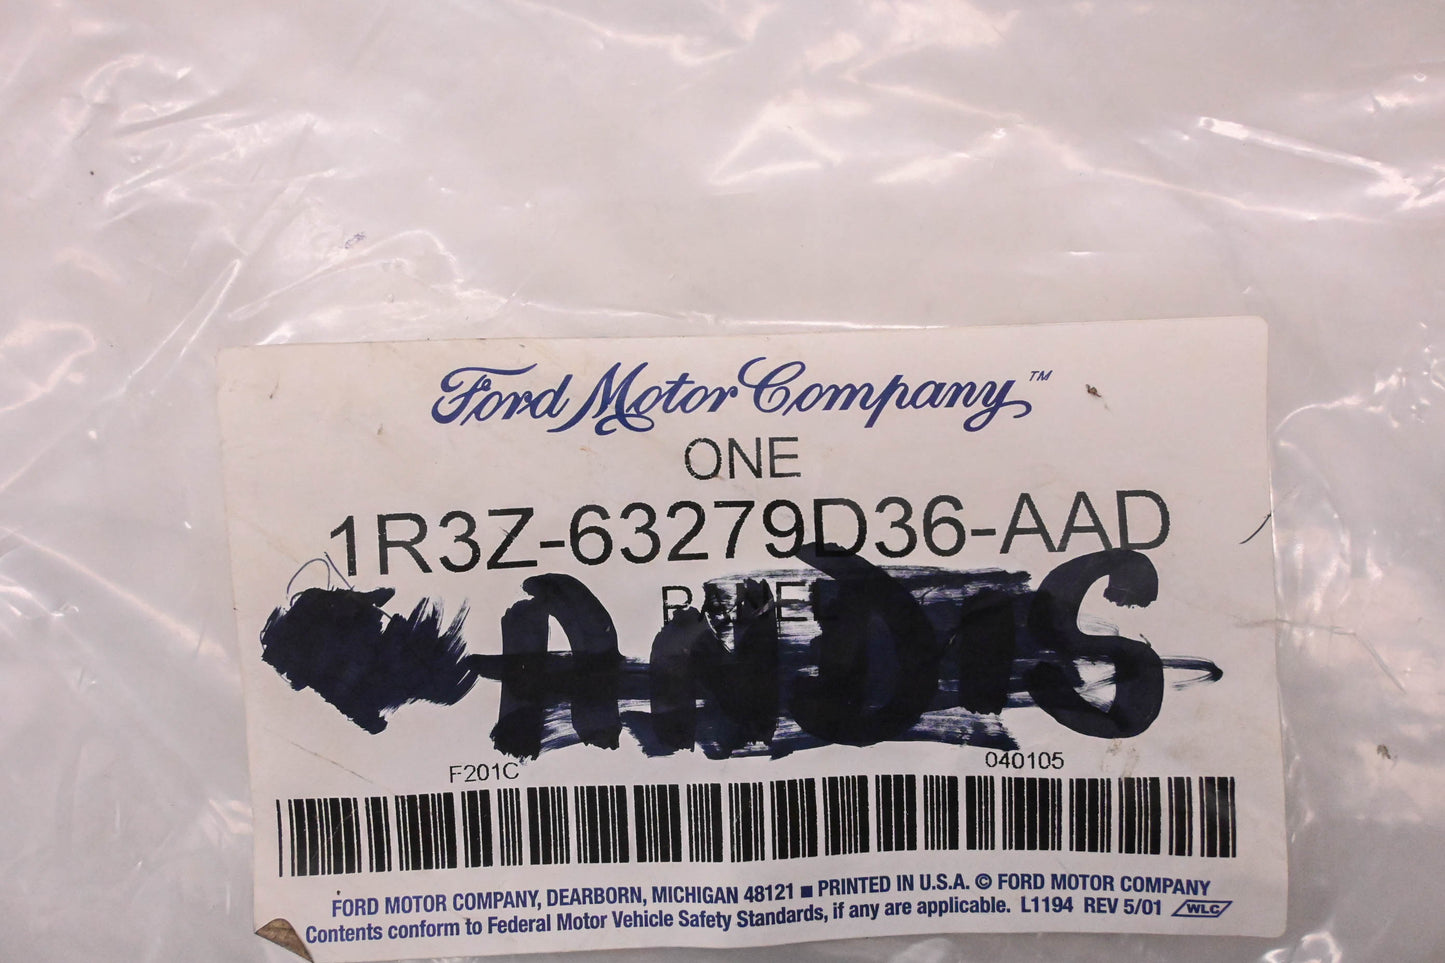 Ford Motor Company™
ONE
1R3Z-63279D36-AAD
PANEL
ANDIS
F201C 040105
FORD MOTOR COMPANY, DEARBORN, MICHIGAN 48121 ■ PRINTED IN U.S.A. © FORD MOTOR COMPANY
Contents conform to Federal Motor Vehicle Safety Standards, if any are applicable. L1194 REV 5/01 WLC